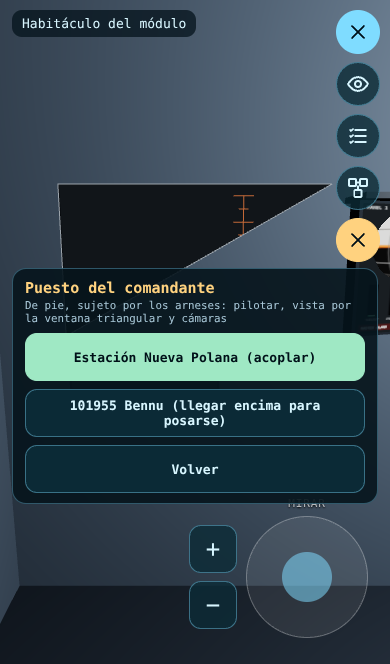 Habitáculo del módulo
Puesto del comandante
De pie, sujeto por los arneses: pilotar, vista por
la ventana triangular y cámaras
Estación Nueva Polana (acoplar)
101955 Bennu (llegar encima para
posarse)
Volver
MIRAR
+
−